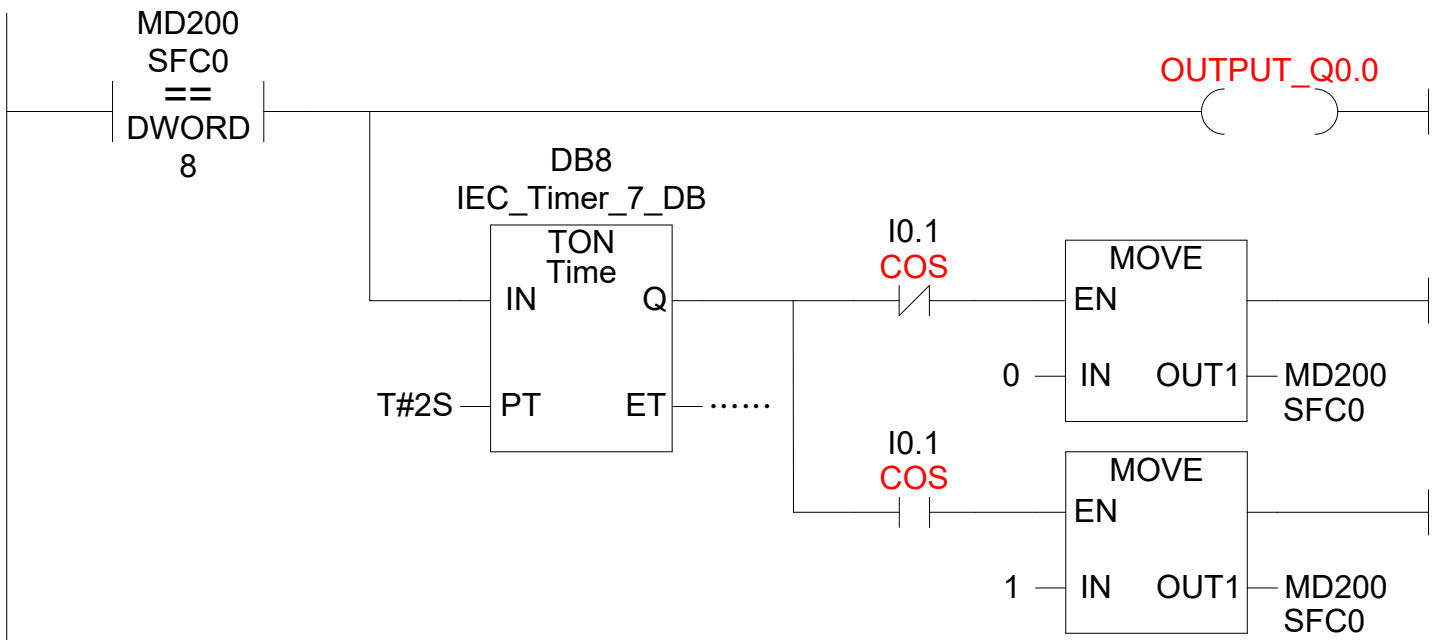 MD200
SFC0
==
DWORD
8
OUTPUT_Q0.0
DB8
IEC_Timer_7_DB
TON
Time
IN
Q
T#2S
PT
ET
......
I0.1
COS
MOVE
EN
0
IN
OUT1
MD200
SFC0
I0.1
COS
MOVE
EN
1
IN
OUT1
MD200
SFC0